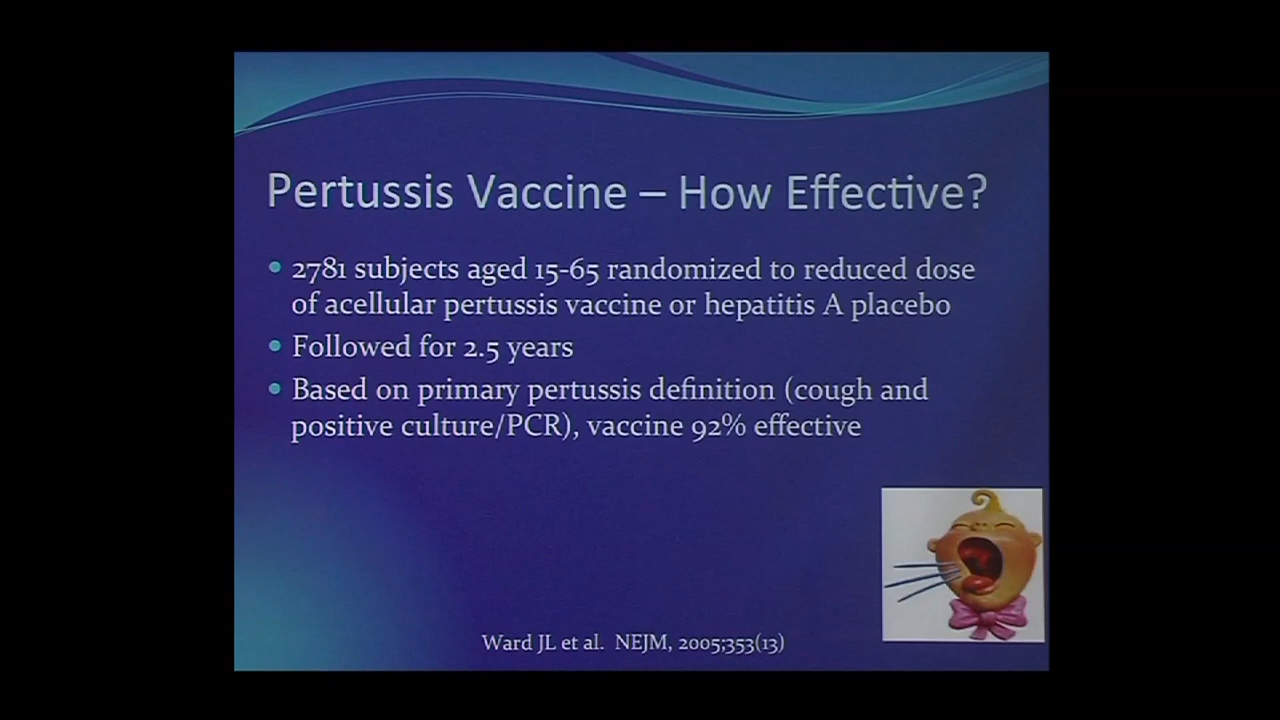 Pertussis Vaccine – How Effective?
2781 subjects aged 15-65 randomized to reduced dose
of acellular pertussis vaccine or hepatitis A placebo
Followed for 2.5 years
Based on primary pertussis definition (cough and
positive culture/PCR), vaccine 92% effective
Ward JL et al. NEJM, 2005;353(13)